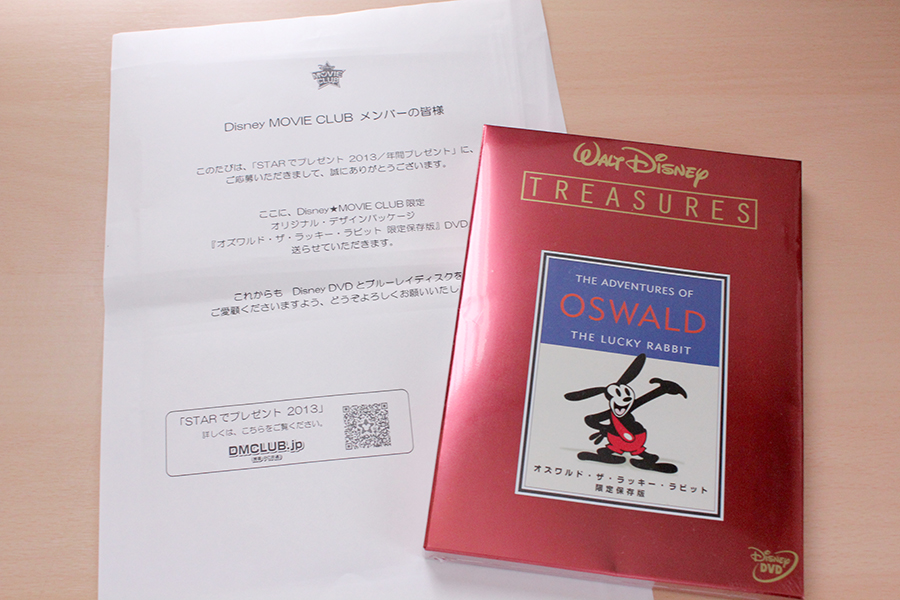 MOVIE CLUB
Disney MOVIE CLUB メンバーの皆様
このたびは、「STARでプレゼント 2013／年間プレゼント」に、
ご応募いただきまして、誠にありがとうございます。
ここに、Disney★MOVIE CLUB限定
オリジナル・デザインパッケージ
『オズワルド・ザ・ラッキー・ラビット 限定保存版』DVD
送らせていただきます。
これからも Disney DVDとブルーレイディスクを
ご愛顧くださいますよう、どうぞよろしくお願いいたし
「STARでプレゼント 2013」
詳しくは、こちらをご覧ください。
DMCLUB.jp
WALT DISNEY
TREASURES
THE ADVENTURES OF
OSWALD
THE LUCKY RABBIT
オズワルド・ザ・ラッキー・ラビット
限定保存版
Disney
DVD